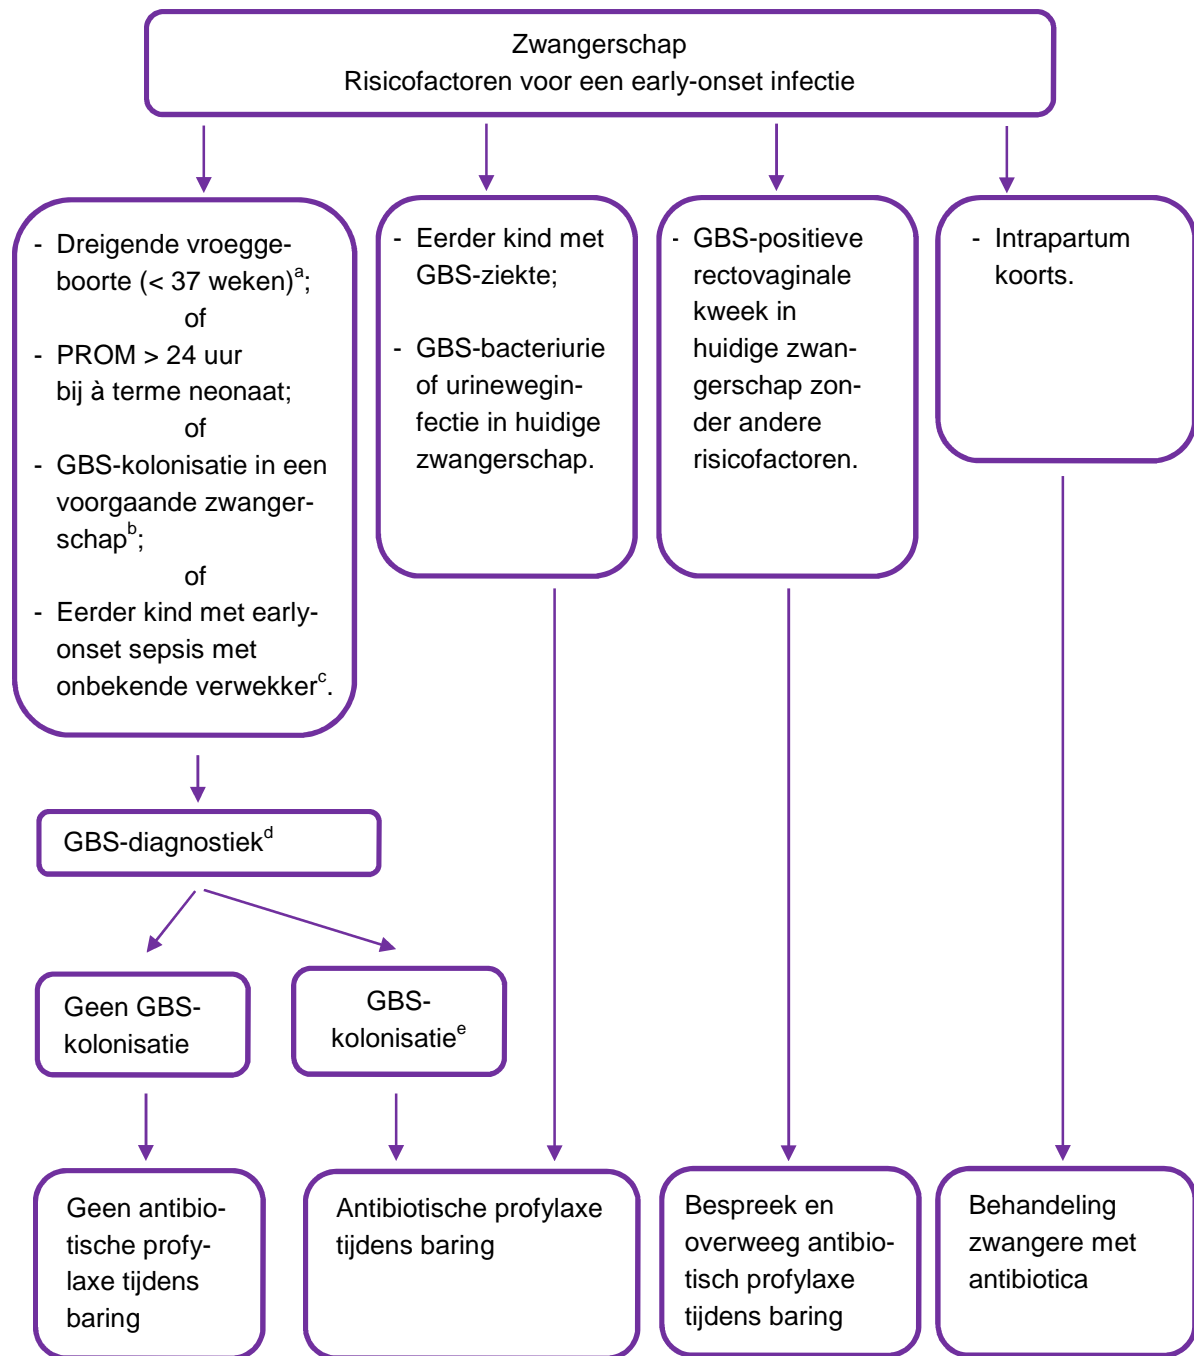 Zwangerschap
Risicofactoren voor een early-onset infectie
- Dreigende vroegge-
boorte (< 37 weken)a;
of
- PROM > 24 uur
bij à terme neonaat;
of
- GBS-kolonisatie in een
voorgaande zwanger-
schapb;
of
- Eerder kind met early-
onset sepsis met
onbekende verwekkerc.
- Eerder kind met
GBS-ziekte;
- GBS-bacteriurie
of urinewegin-
fectie in huidige
zwangerschap.
- GBS-positieve
rectovaginale
kweek in
huidige zwan-
gerschap zon-
der andere
risicofactoren.
- Intrapartum
koorts.
GBS-diagnostiekd
Geen GBS-
kolonisatie
GBS-
kolonisatiee
Geen antibio-
tische profy-
laxe tijdens
baring
Antibiotische profylaxe
tijdens baring
Bespreek en
overweeg antibio-
tisch profylaxe
tijdens baring
Behandeling
zwangere met
antibiotica